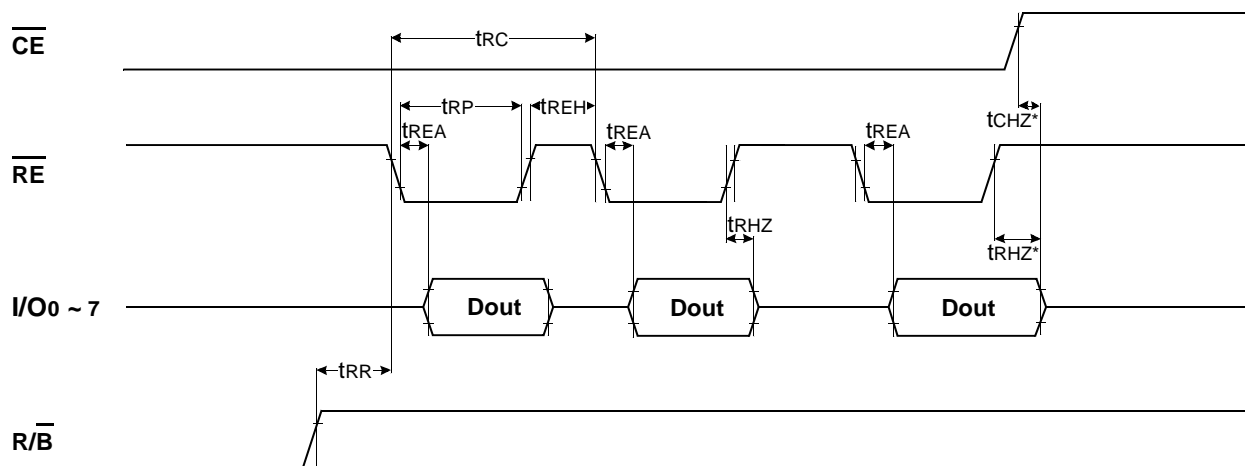 CE
tRC
tCHZ*
tRP
tREH
tREA
tREA
tREA
RE
tRHZ
tRHZ*
I/O0 ~ 7
Dout
Dout
Dout
tRR
R/B